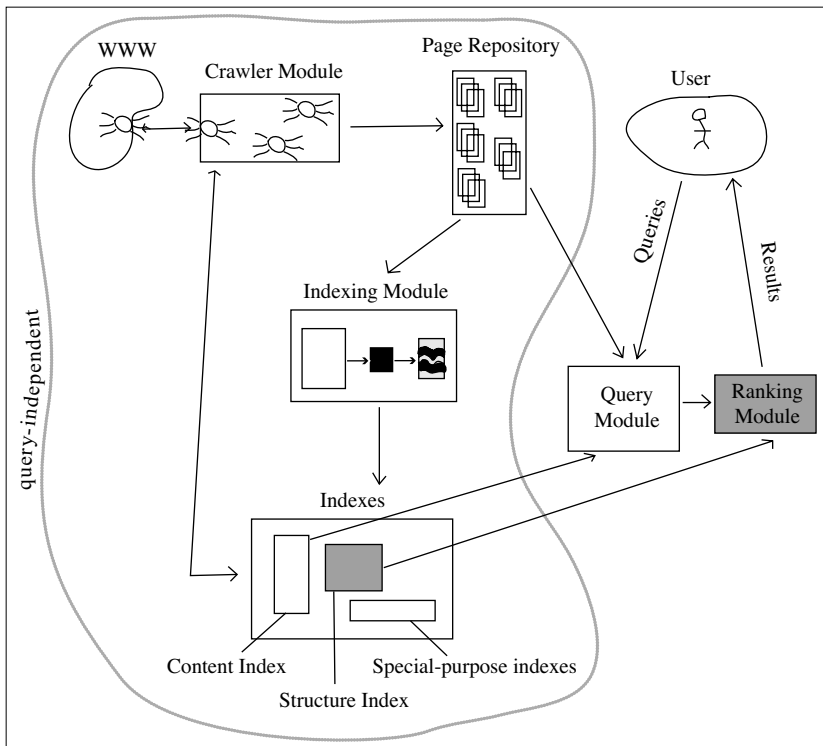 WWW
Crawler Module
Page Repository
User
Queries
Results
Indexing Module
query-independent
Query
Module
Ranking
Module
Indexes
Content Index
Special-purpose indexes
Structure Index